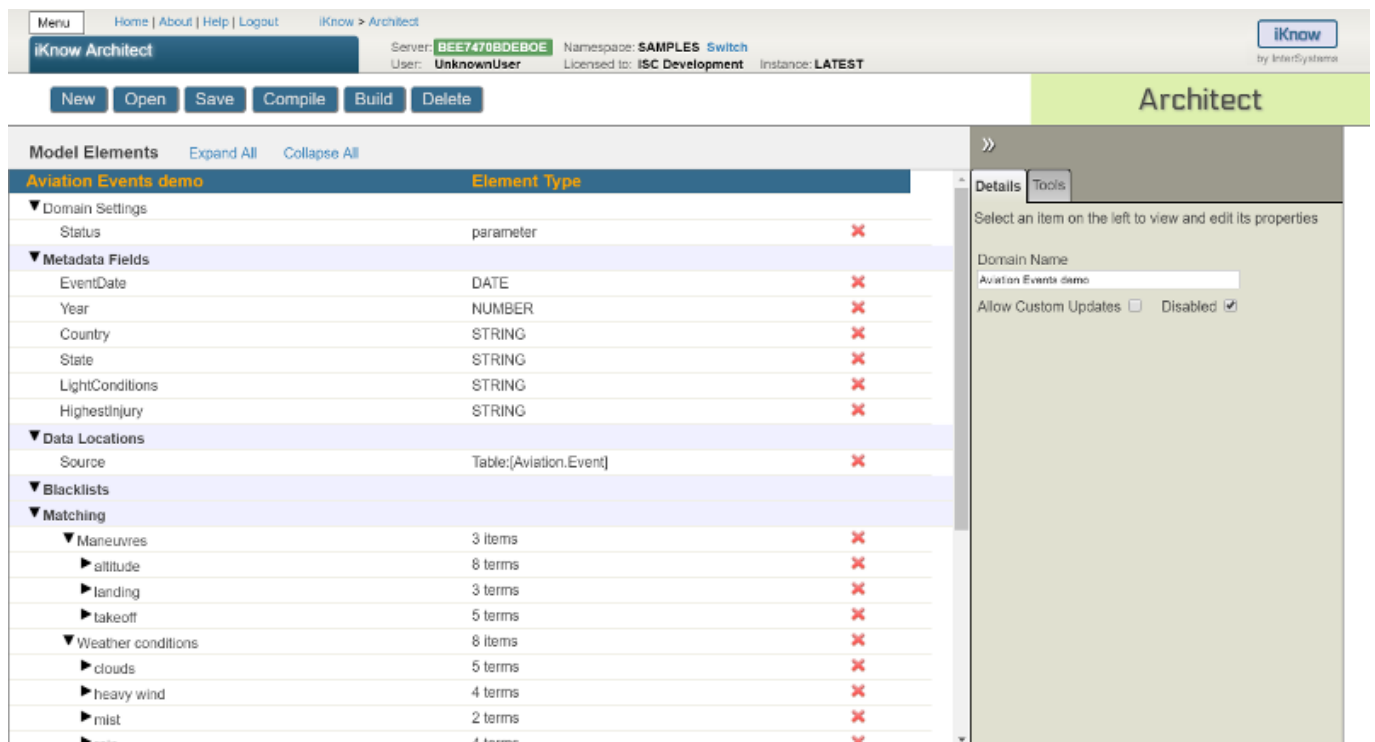 Menu Home | About | Help | Logout iKnow > Architect
iKnow Architect
Server: BEE7470BDEBOE Namespace: SAMPLES Switch
User: UnknownUser Licensed to: ISC Development Instance: LATEST
iKnow
by InterSystems
New Open Save Compile Build Delete
Architect
Model Elements Expand All Collapse All
»
Aviation Events demo Element Type
Domain Settings
Status parameter
Metadata Fields
EventDate DATE
Year NUMBER
Country STRING
State STRING
LightConditions STRING
HighestInjury STRING
Data Locations
Source Table:[Aviation.Event]
Blacklists
Matching
Maneuvres 3 items
altitude 8 terms
landing 3 terms
takeoff 5 terms
Weather conditions 8 items
clouds 5 terms
heavy wind 4 terms
mist 2 terms
4 terms
Details Tools
Select an item on the left to view and edit its properties
Domain Name
Aviation Events demo
Allow Custom Updates Disabled